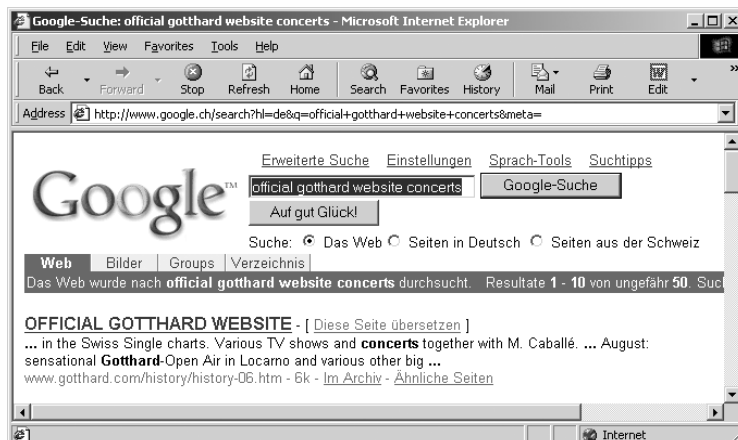 Google-Suche: official gotthard website concerts - Microsoft Internet Explorer
File Edit View Favorites Tools Help
Back Forward Stop Refresh Home Search Favorites History Mail Print Edit »
Address http://www.google.ch/search?hl=de&q=official+gotthard+website+concerts&meta=
Erweiterte Suche Einstellungen Sprach-Tools Suchtipps
Google™ official gotthard website concerts Google-Suche
Auf gut Glück!
Suche: Das Web Seiten in Deutsch Seiten aus der Schweiz
Web Bilder Groups Verzeichnis
Das Web wurde nach official gotthard website concerts durchsucht. Resultate 1 - 10 von ungefähr 50. Suc
OFFICIAL GOTTHARD WEBSITE - [ Diese Seite übersetzen ]
... in the Swiss Single charts. Various TV shows and concerts together with M. Caballé. ... August:
sensational Gotthard-Open Air in Locarno and various other big ...
www.gotthard.com/history/history-06.htm - 6k - Im Archiv - Ähnliche Seiten
Internet